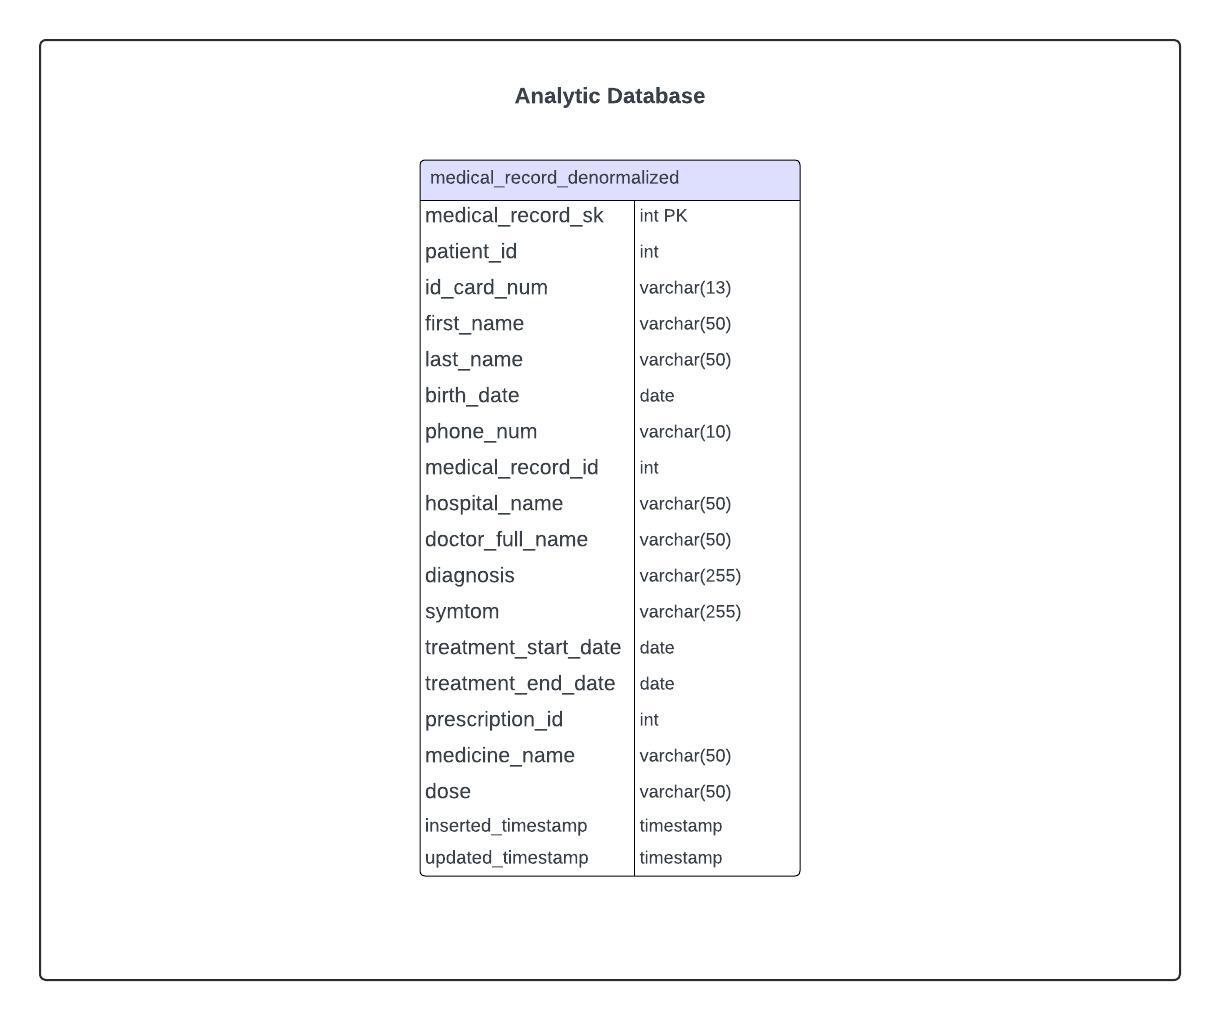 Analytic Database
medical_record_denormalized
medical_record_sk int PK
patient_id int
id_card_num varchar(13)
first_name varchar(50)
last_name varchar(50)
birth_date date
phone_num varchar(10)
medical_record_id int
hospital_name varchar(50)
doctor_full_name varchar(50)
diagnosis varchar(255)
symtom varchar(255)
treatment_start_date date
treatment_end_date date
prescription_id int
medicine_name varchar(50)
dose varchar(50)
inserted_timestamp timestamp
updated_timestamp timestamp